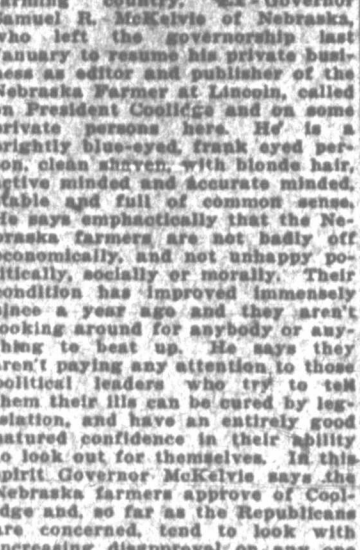 farming country. Ex-Governor
Samuel R. McKelvie of Nebraska,
who left the governorship last
January to resume his private busi-
ness as editor and publisher of the
Nebraska Farmer at Lincoln, called
on President Coolidge and on some
private persons here. He is a
brightly blue-eyed, frank eyed per-
son, clean shaven, with blonde hair,
active minded and accurate minded,
stable and full of common sense.
He says emphactically that the Ne-
braska farmers are not badly off
economically, and not unhappy po-
litically, socially or morally. Their
condition has improved immensely
since a year ago and they aren't
looking around for anybody or any-
thing to beat up. He says they
aren't paying any attention to those
political leaders who try to tell
them their ills can be cured by leg-
islation, and have an entirely good
natured confidence in their ability
to look out for themselves. In this
spirit Governor McKelvie says the
Nebraska farmers approve of Cool-
idge and, so far as the Republicans
are concerned, tend to look with
increasing disapproval